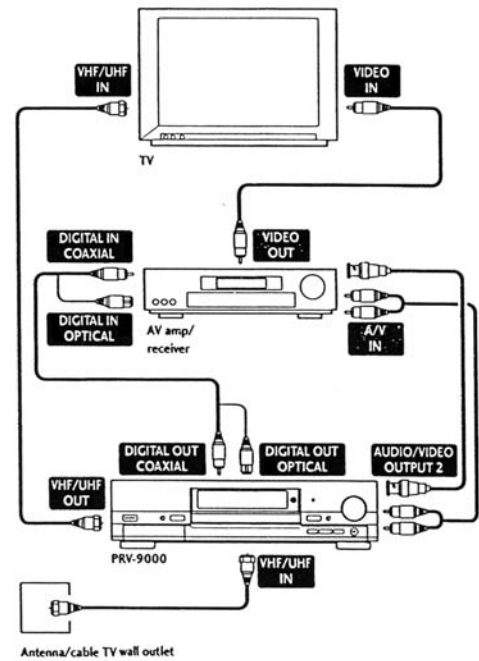 VHF/UHF
IN
VIDEO
IN
TV
DIGITAL IN
COAXIAL
VIDEO
OUT
DIGITAL IN
OPTICAL
AV amp/
receiver
A/V
IN
DIGITAL OUT
COAXIAL
DIGITAL OUT
OPTICAL
AUDIO/VIDEO
OUTPUT 2
VHF/UHF
OUT
PRV-9000
VHF/UHF
IN
Antenna/cable TV wall outlet